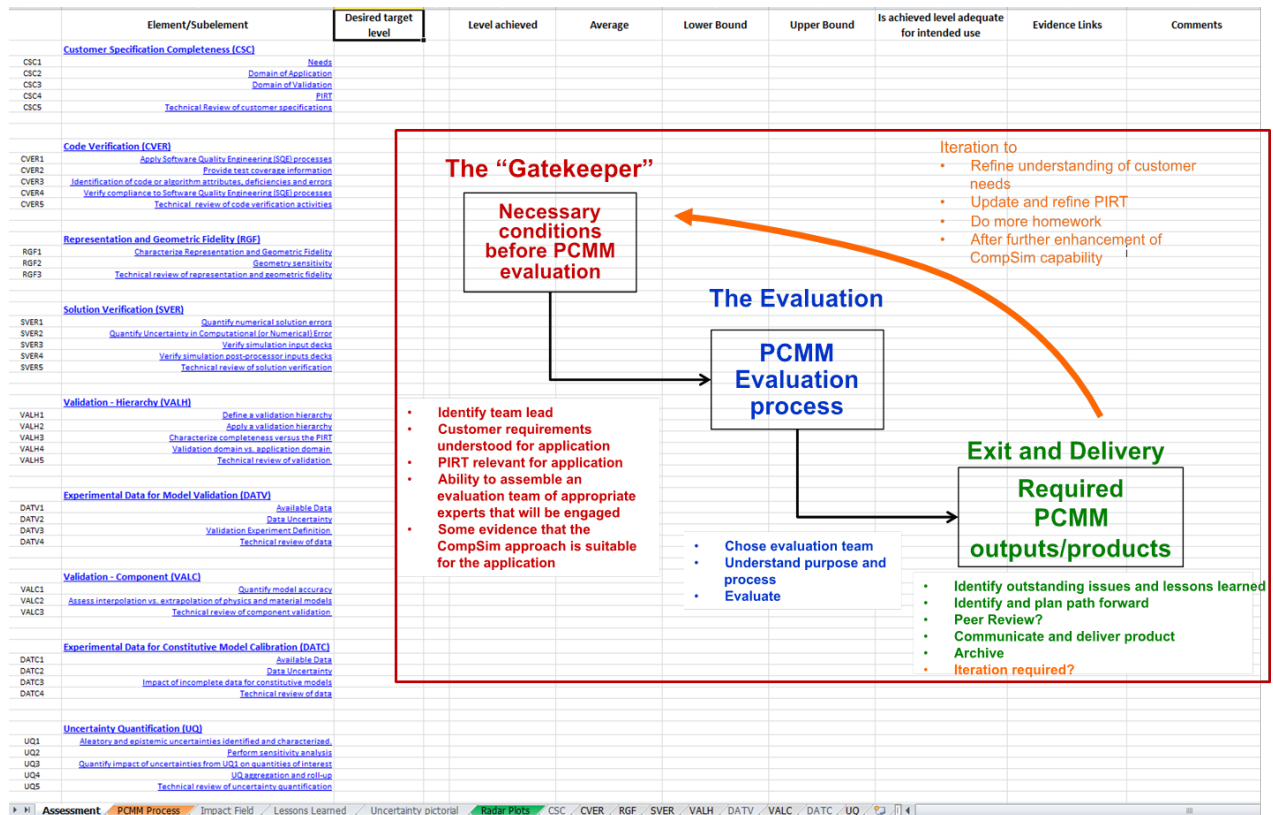 Element/Subelement
Desired target
level
Level achieved
Average
Lower Bound
Upper Bound
Is achieved level adequate
for intended use
Evidence Links
Comments
Customer Specification Completeness (CSC)
CSC1 Needs
CSC2 Domain of Application
CSC3 Domain of Validation
CSC4 PIRT
CSC5 Technical Review of customer specifications
Code Verification (CVER)
CVER1 Apply Software Quality Engineering (SQE) processes
CVER2 Provide test coverage information
CVER3 Identification of code or algorithm attributes, deficiencies and errors
CVER4 Verify compliance to Software Quality Engineering (SQE) processes
CVER5 Technical review of code verification activities
Representation and Geometric Fidelity (RGF)
RGF1 Characterize Representation and Geometric Fidelity
RGF2 Geometry sensitivity
RGF3 Technical review of representation and geometric fidelity
Solution Verification (SVER)
SVER1 Quantify numerical solution errors
SVER2 Quantify Uncertainty in Computational (or Numerical) Error
SVER3 Verify simulation input decks
SVER4 Verify simulation post-processor inputs decks
SVER5 Technical review of solution verification
Validation - Hierarchy (VALH)
VALH1 Define a validation hierarchy
VALH2 Apply a validation hierarchy
VALH3 Characterize completeness versus the PIRT
VALH4 Validation domain vs. application domain
VALH5 Technical review of validation
Experimental Data for Model Validation (DATV)
DATV1 Available Data
DATV2 Data Uncertainty
DATV3 Validation Experiment Definition
DATV4 Technical review of data
Validation - Component (VALC)
VALC1 Quantify model accuracy
VALC2 Assess interpolation vs. extrapolation of physics and material models
VALC3 Technical review of component validation
Experimental Data for Constitutive Model Calibration (DATC)
DATC1 Available Data
DATC2 Data Uncertainty
DATC3 Impact of incomplete data for constitutive models
DATC4 Technical review of data
Uncertainty Quantification (UQ)
UQ1 Aleatory and epistemic uncertainties identified and characterized.
UQ2 Perform sensitivity analysis
UQ3 Quantify impact of uncertainties from UQ1 on quantities of interest
UQ4 UQ aggregation and roll-up
UQ5 Technical review of uncertainty quantification
The “Gatekeeper”
Necessary
conditions
before PCMM
evaluation
• Identify team lead
• Customer requirements
understood for application
• PIRT relevant for application
• Ability to assemble an
evaluation team of appropriate
experts that will be engaged
• Some evidence that the
CompSim approach is suitable
for the application
The Evaluation
PCMM
Evaluation
process
• Chose evaluation team
• Understand purpose and
process
• Evaluate
Iteration to
• Refine understanding of customer
needs
• Update and refine PIRT
• Do more homework
• After further enhancement of
CompSim capability
Exit and Delivery
Required
PCMM
outputs/products
• Identify outstanding issues and lessons learned
• Identify and plan path forward
• Peer Review?
• Communicate and deliver product
• Archive
• Iteration required?
Assessment PCMM Process Impact Field Lessons Learned Uncertainty pictorial Radar Plots CSC CVER RGF SVER VALH DATV VALC DATC UQ